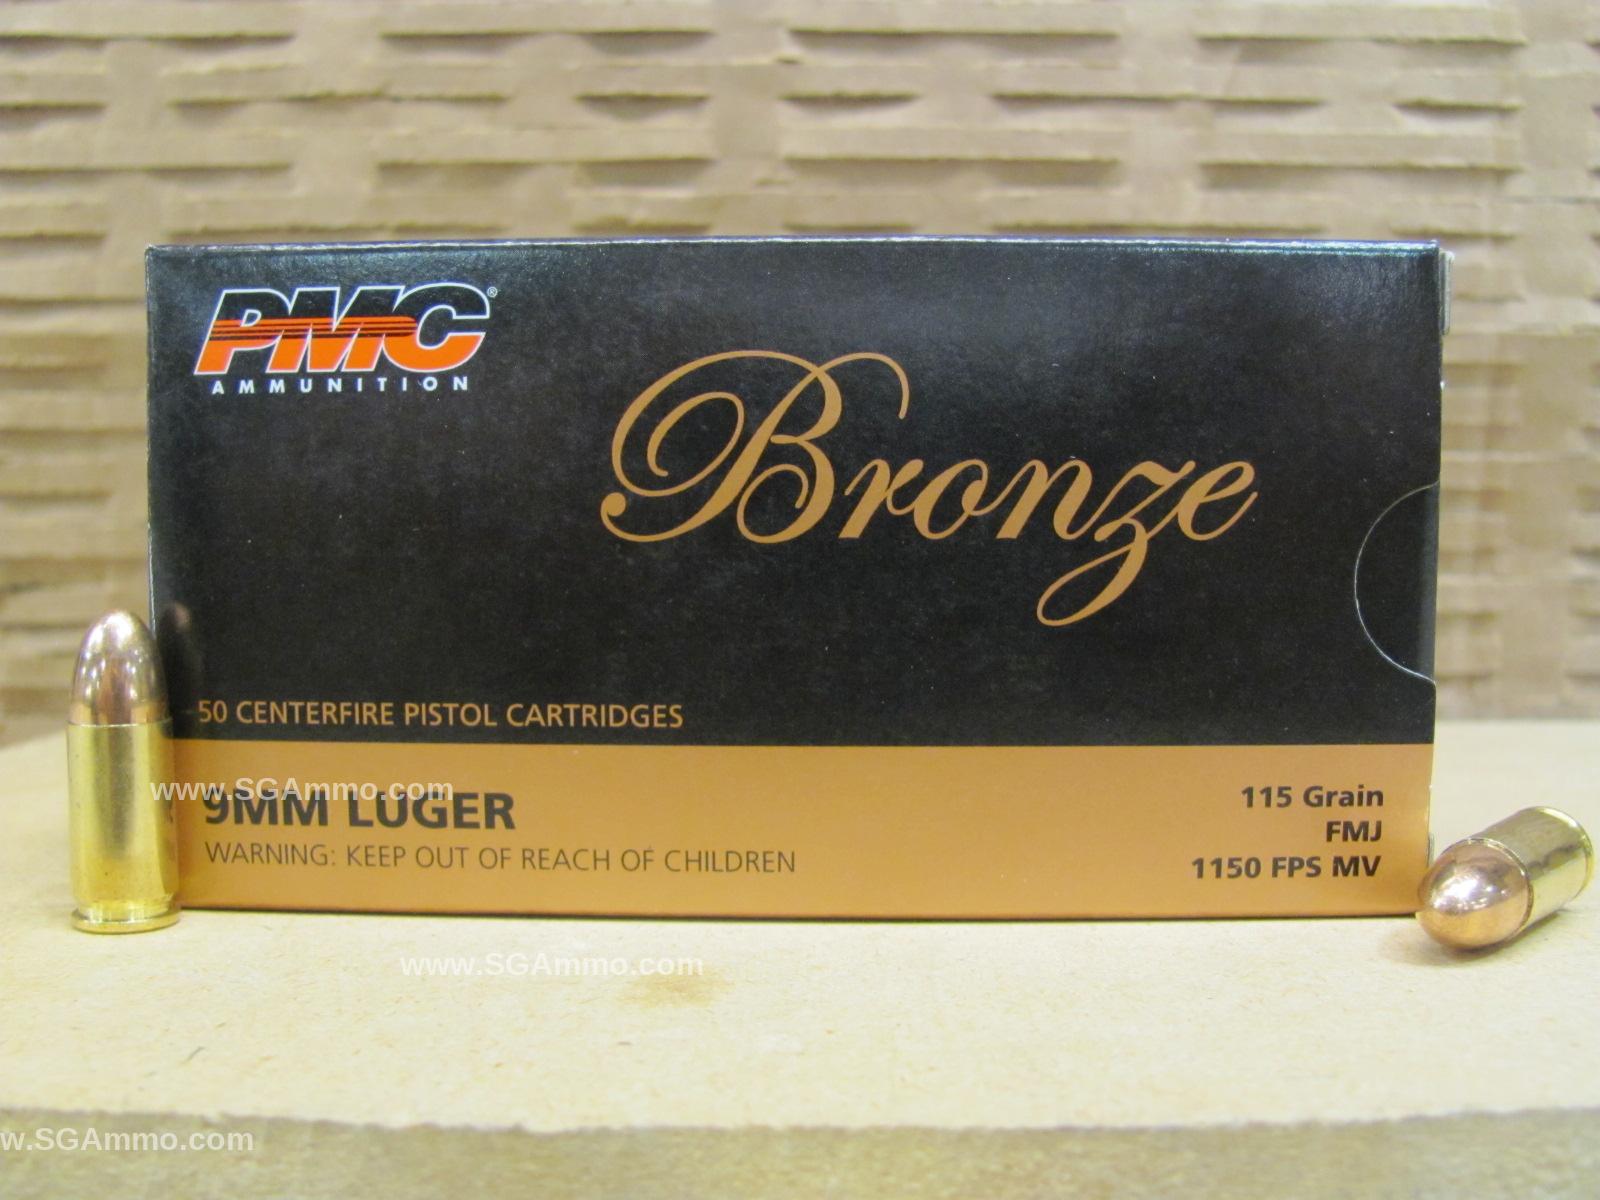 PMC®
AMMUNITION
Bronze
50 CENTERFIRE PISTOL CARTRIDGES
www.SGAmmo.com
9MM LUGER
WARNING: KEEP OUT OF REACH OF CHILDREN
115 Grain
FMJ
1150 FPS MV
www.SGAmmo.com
w.SGAmmo.com